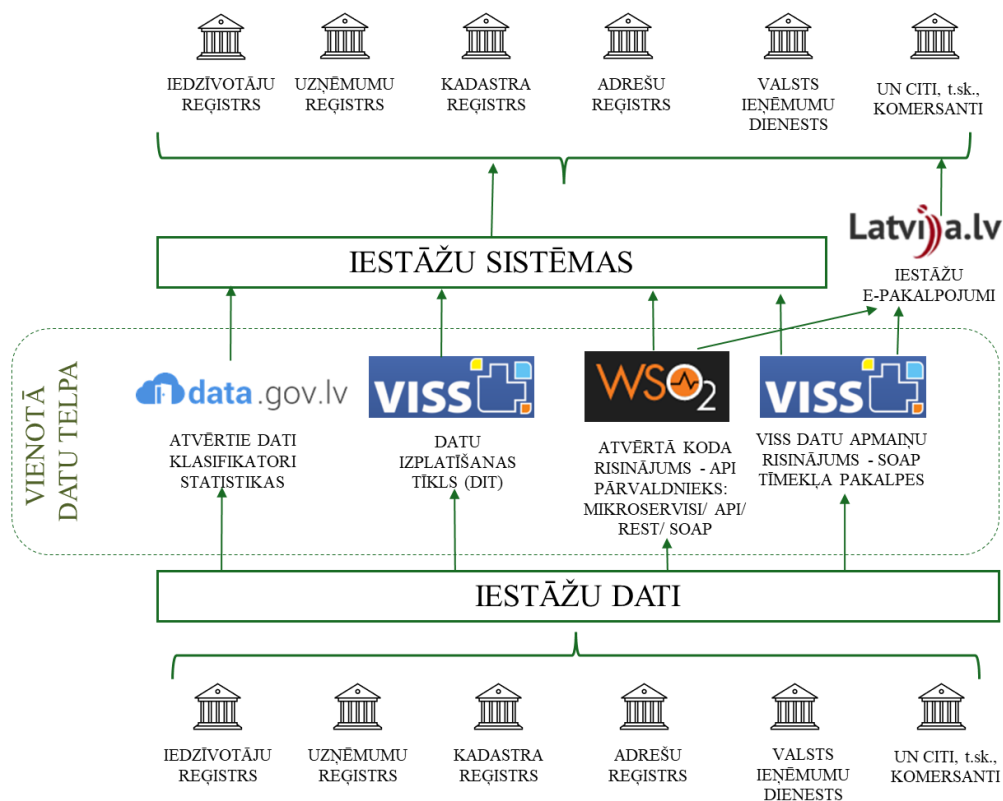 IEDZĪVOTĀJU
REĢISTRS
UZŅĒMUMU
REĢISTRS
KADASTRA
REĢISTRS
ADREŠU
REĢISTRS
VALSTS
IEŅĒMUMU
DIENESTS
UN CITI, t.sk.,
KOMERSANTI
Latvija.lv
IESTĀŽU SISTĒMAS
IESTĀŽU
E-PAKALPOJUMI
VIENOTĀ
DATU TELPA
data.gov.lv
VISS
WSO2
VISS
ATVĒRTIE DATI
KLASIFIKATORI
STATISTIKAS
DATU
IZPLATĪŠANAS
TĪKLS (DIT)
ATVĒRTĀ KODA
RISINĀJUMS - API
PĀRVALDNIEKS:
MIKROSERVISI/ API/
REST/ SOAP
VISS DATU APMAIŅU
RISINĀJUMS - SOAP
TĪMEKĻA PAKALPES
IESTĀŽU DATI
IEDZĪVOTĀJU
REĢISTRS
UZŅĒMUMU
REĢISTRS
KADASTRA
REĢISTRS
ADREŠU
REĢISTRS
VALSTS
IEŅĒMUMU
DIENESTS
UN CITI, t.sk.,
KOMERSANTI